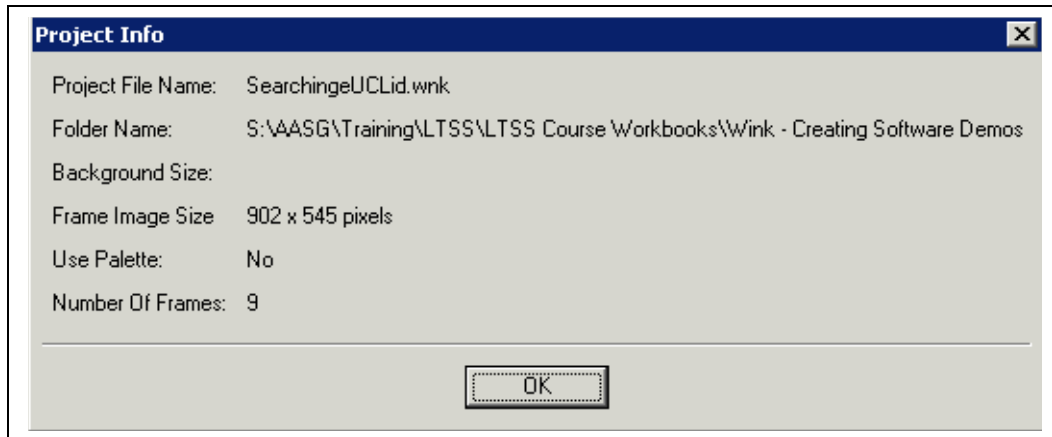 Project Info
Project File Name: SearchingeUCLid.wnk
Folder Name: S:\AASG\Training\LTSS\LTSS Course Workbooks\Wink - Creating Software Demos
Background Size:
Frame Image Size 902 x 545 pixels
Use Palette: No
Number Of Frames: 9
OK